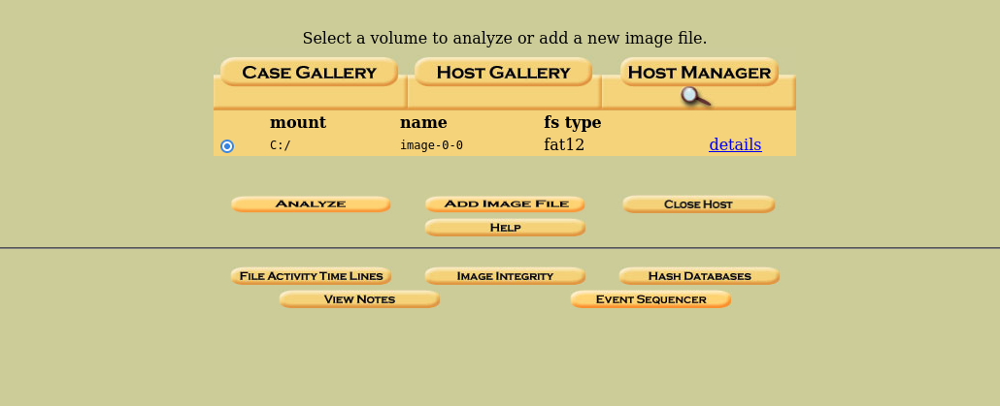 Select a volume to analyze or add a new image file.
CASE GALLERY HOST GALLERY HOST MANAGER
mount name fs type
C:/ image-0-0 fat12 details
ANALYZE ADD IMAGE FILE CLOSE HOST
HELP
FILE ACTIVITY TIME LINES IMAGE INTEGRITY HASH DATABASES
VIEW NOTES EVENT SEQUENCER